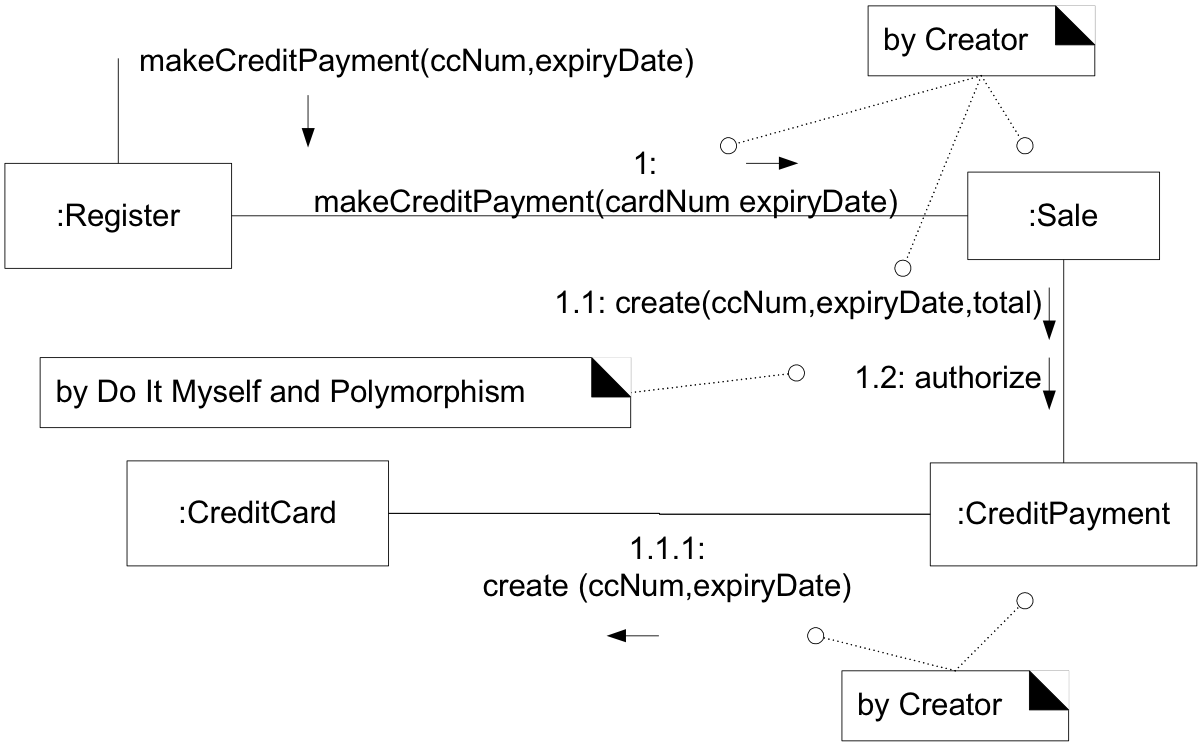 by Creator
makeCreditPayment(ccNum,expiryDate)
1:
makeCreditPayment(cardNum expiryDate)
:Register
:Sale
1.1: create(ccNum,expiryDate,total)
1.2: authorize
by Do It Myself and Polymorphism
:CreditCard
:CreditPayment
1.1.1:
create (ccNum,expiryDate)
by Creator